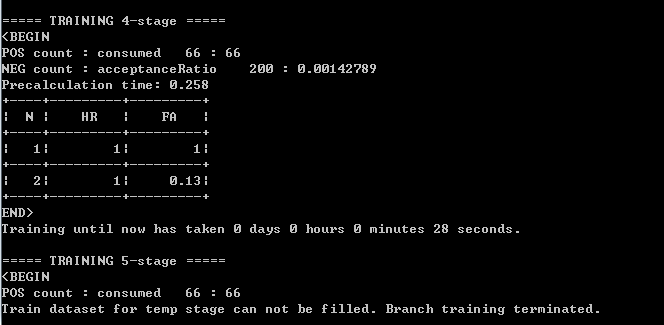 ===== TRAINING 4-stage =====
<BEGIN
POS count : consumed   66 : 66
NEG count : acceptanceRatio    200 : 0.00142789
Precalculation time: 0.258
+----+---------+---------+
|  N |    HR   |    FA   |
+----+---------+---------+
|   1|        1|        1|
+----+---------+---------+
|   2|        1|     0.13|
+----+---------+---------+
END>
Training until now has taken 0 days 0 hours 0 minutes 28 seconds.
===== TRAINING 5-stage =====
<BEGIN
POS count : consumed   66 : 66
Train dataset for temp stage can not be filled. Branch training terminated.